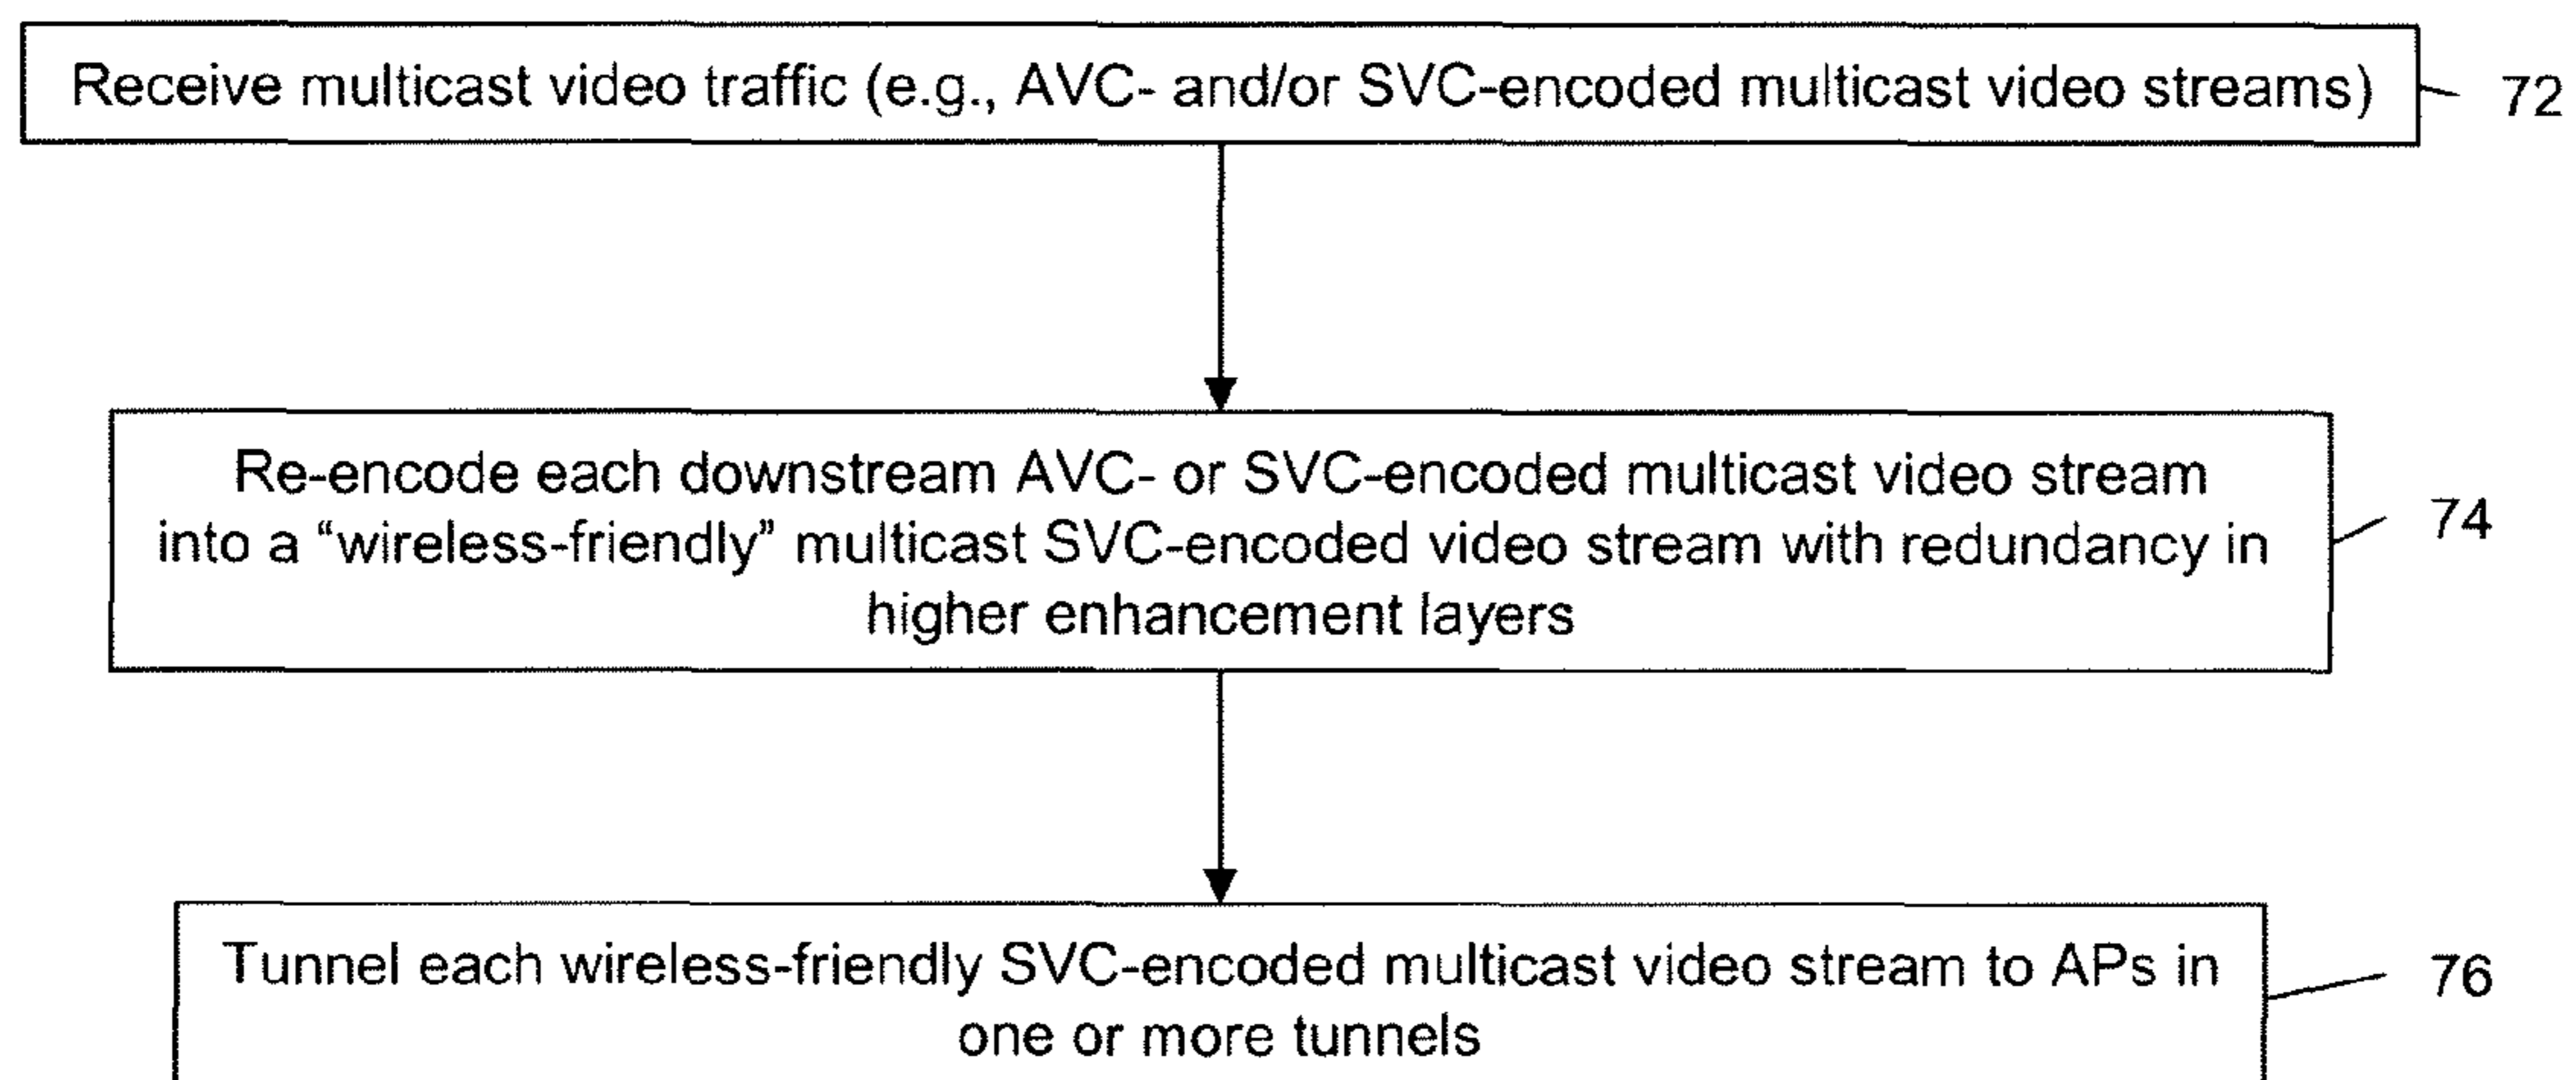 Receive multicast video traffic (e.g., AVC- and/or SVC-encoded multicast video streams)
72
Re-encode each downstream AVC- or SVC-encoded multicast video stream
into a “wireless-friendly” multicast SVC-encoded video stream with redundancy in
higher enhancement layers
74
Tunnel each wireless-friendly SVC-encoded multicast video stream to APs in
one or more tunnels
76